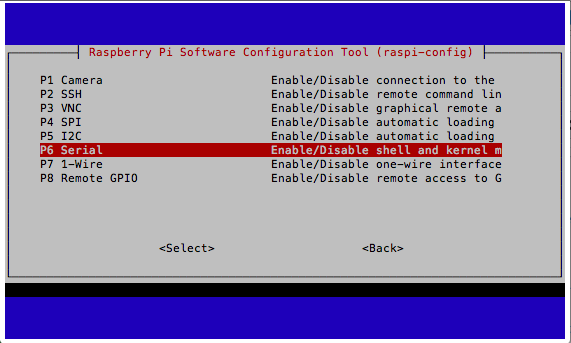 Raspberry Pi Software Configuration Tool (raspi-config)
P1 Camera Enable/Disable connection to the
P2 SSH Enable/Disable remote command lin
P3 VNC Enable/Disable graphical remote a
P4 SPI Enable/Disable automatic loading
P5 I2C Enable/Disable automatic loading
P6 Serial Enable/Disable shell and kernel m
P7 1-Wire Enable/Disable one-wire interface
P8 Remote GPIO Enable/Disable remote access to G
<Select> <Back>